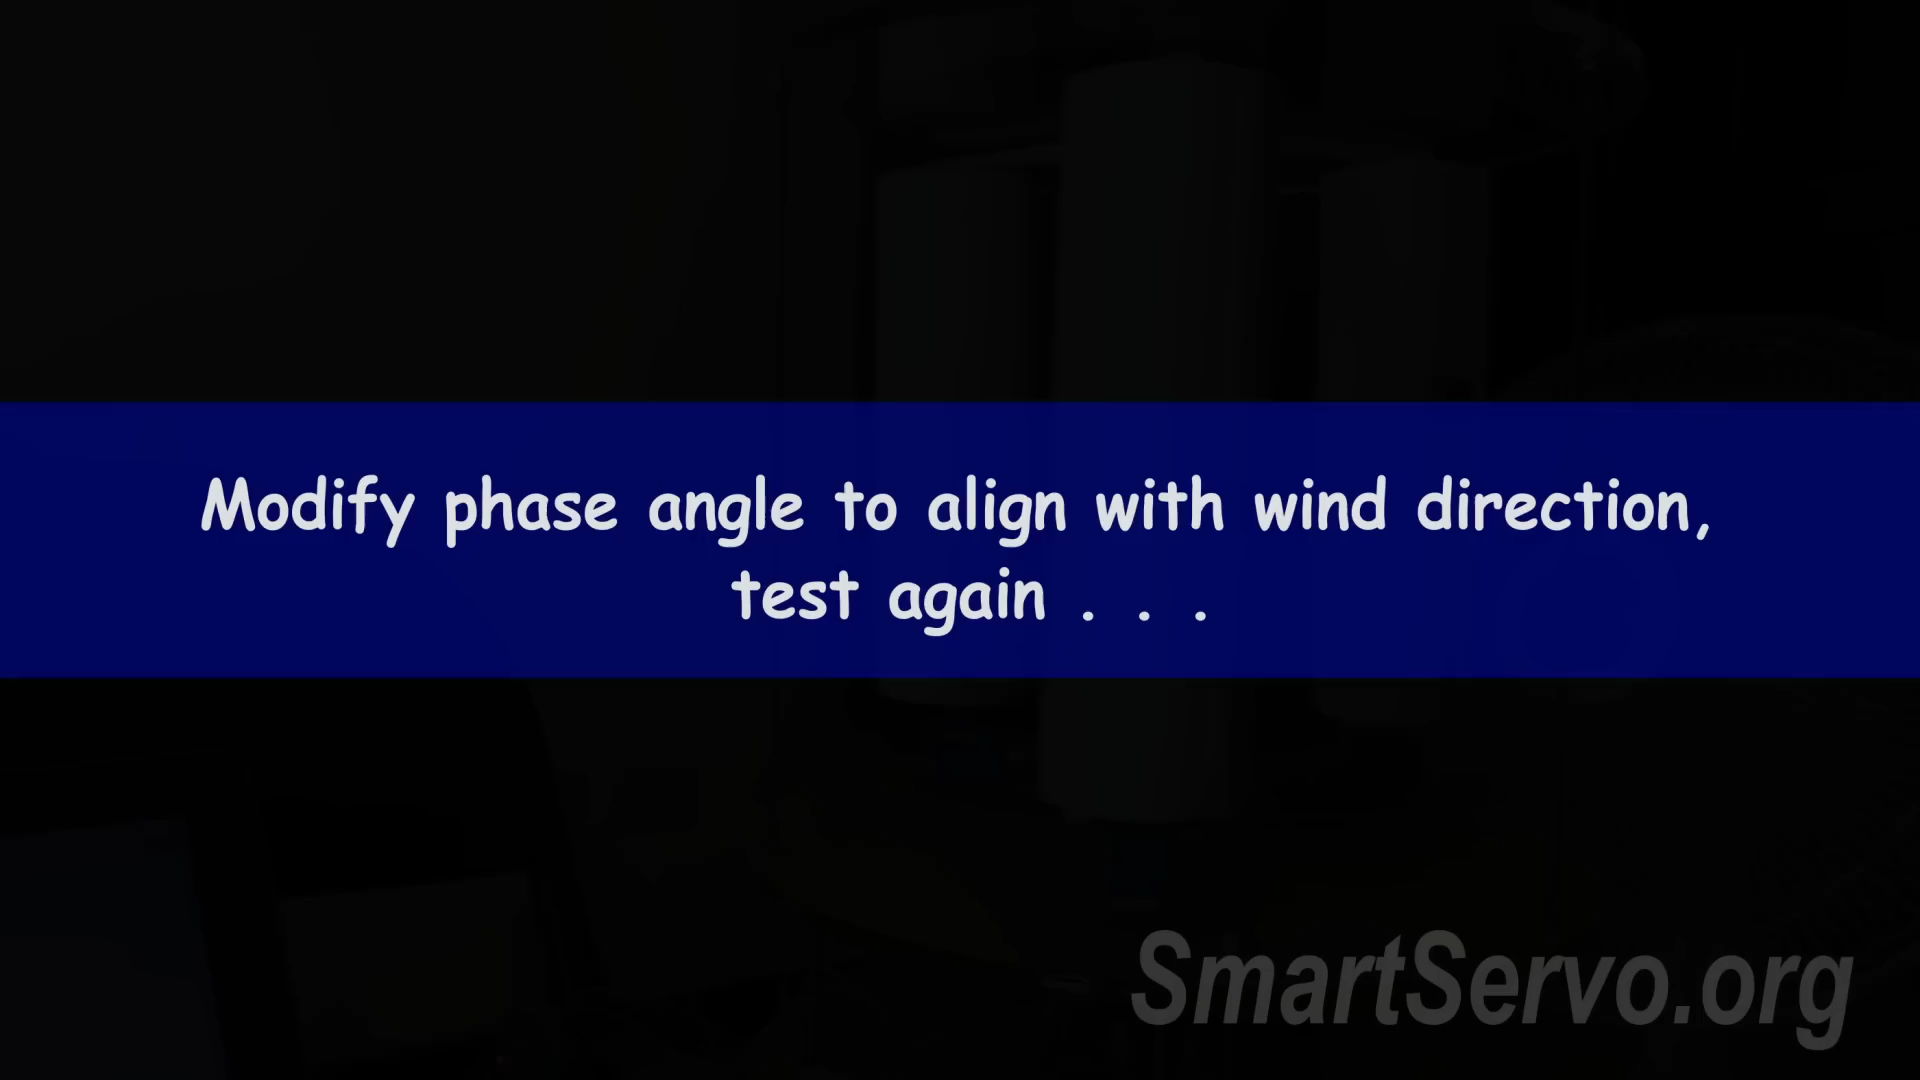 Modify phase angle to align with wind direction,
test again . . .
SmartServo.org